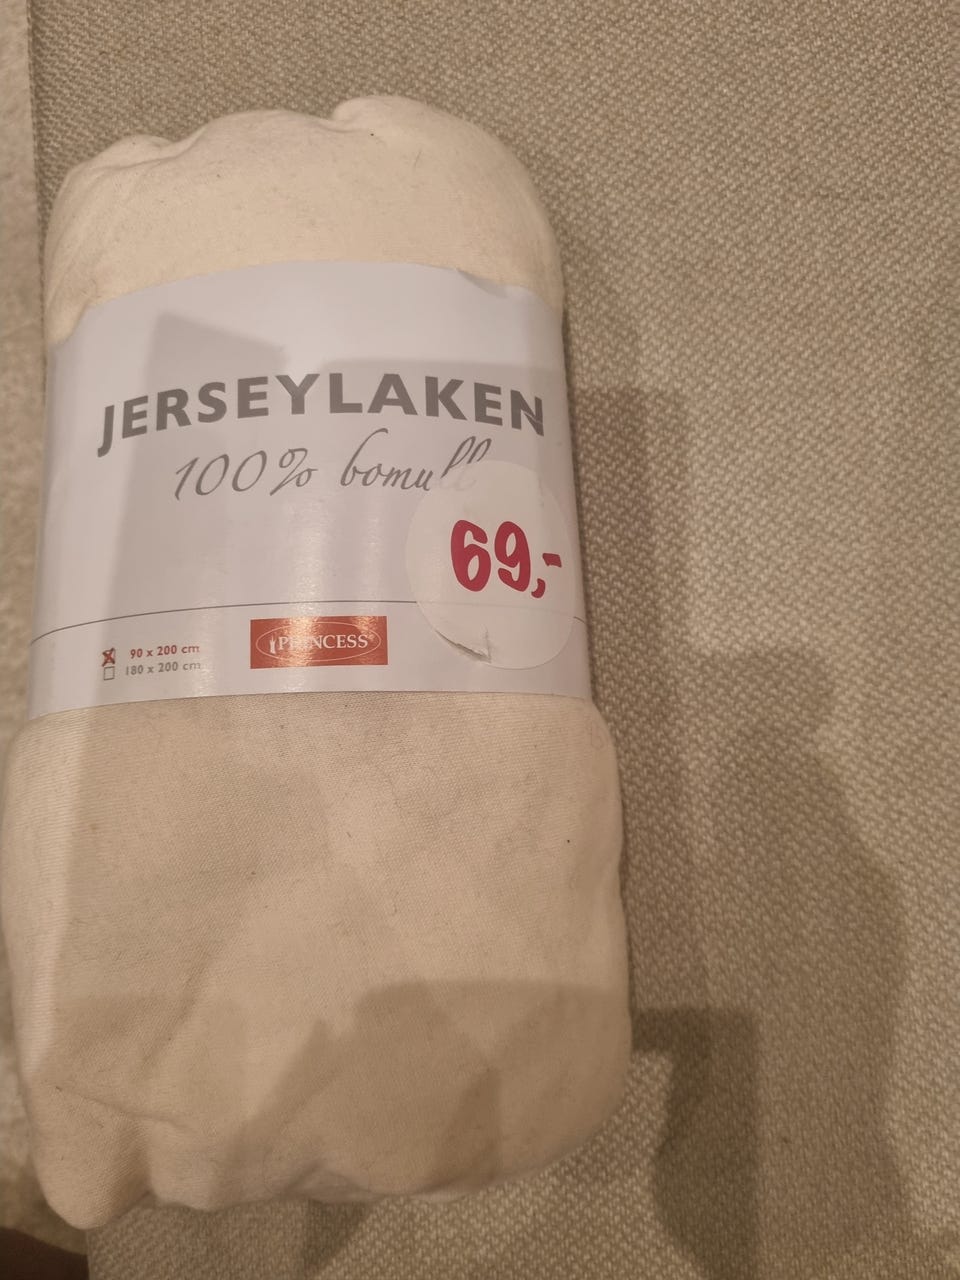 JERSEYLAKEN
100% bomull
69,-
90 x 200 cm
180 x 200 cm
PRINCESS®